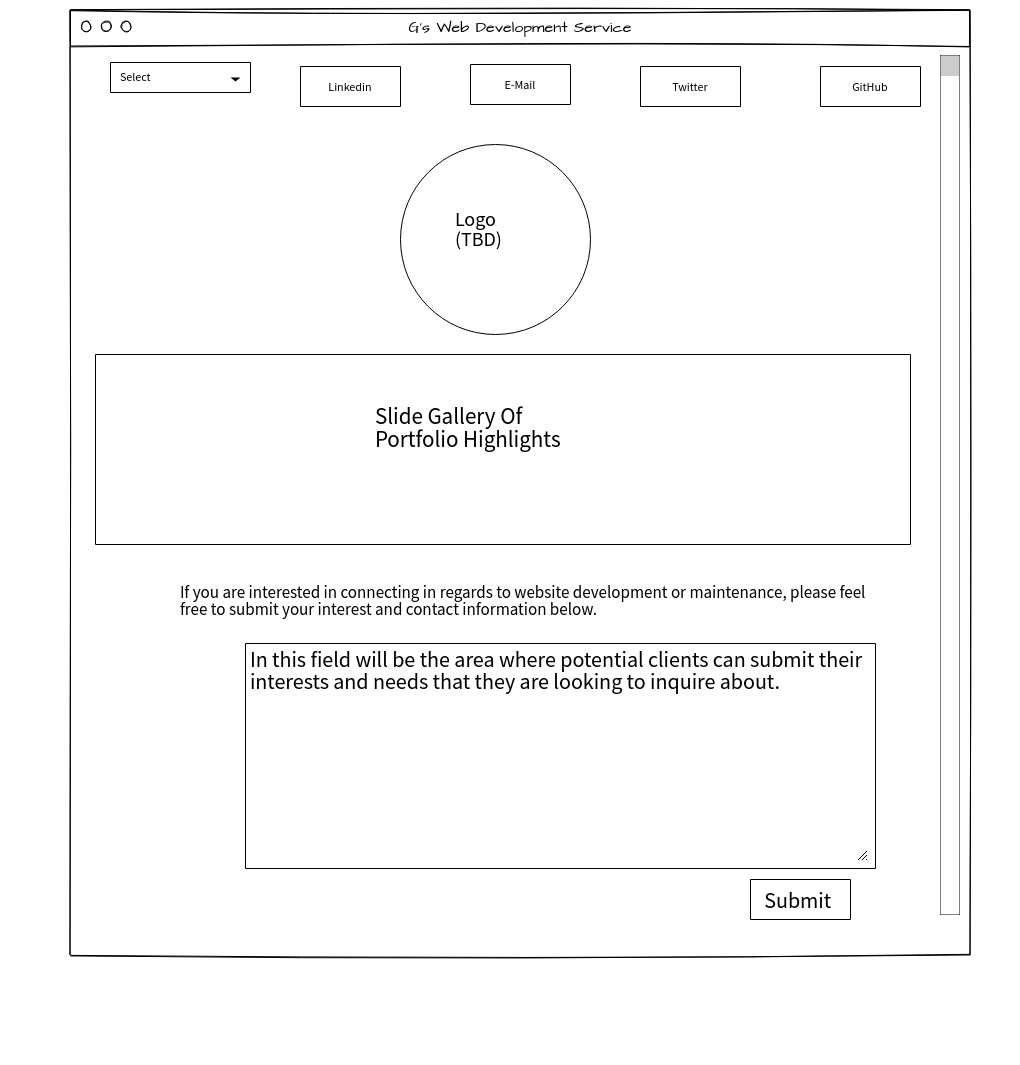 G's Web Development Service
Select
Linkedin
E-Mail
Twitter
GitHub
Logo
(TBD)
Slide Gallery Of
Portfolio Highlights
If you are interested in connecting in regards to website development or maintenance, please feel
free to submit your interest and contact information below.
In this field will be the area where potential clients can submit their
interests and needs that they are looking to inquire about.
Submit